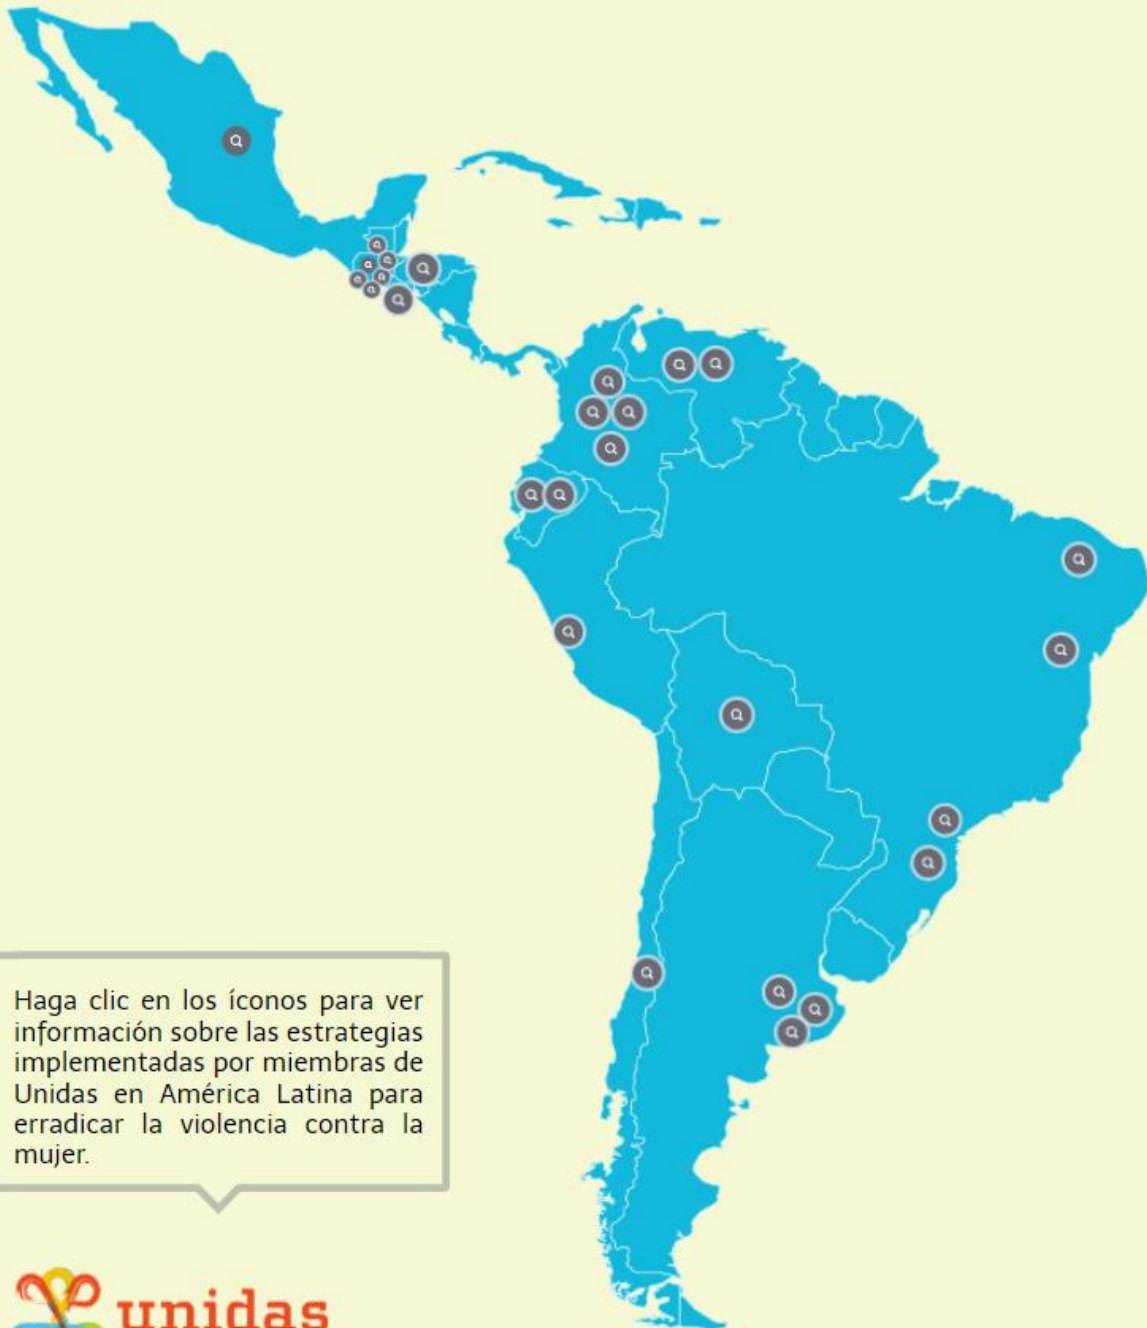 Haga clic en los íconos para ver
información sobre las estrategias
implementadas por miembras de
Unidas en América Latina para
erradicar la violencia contra la
mujer.
unidas